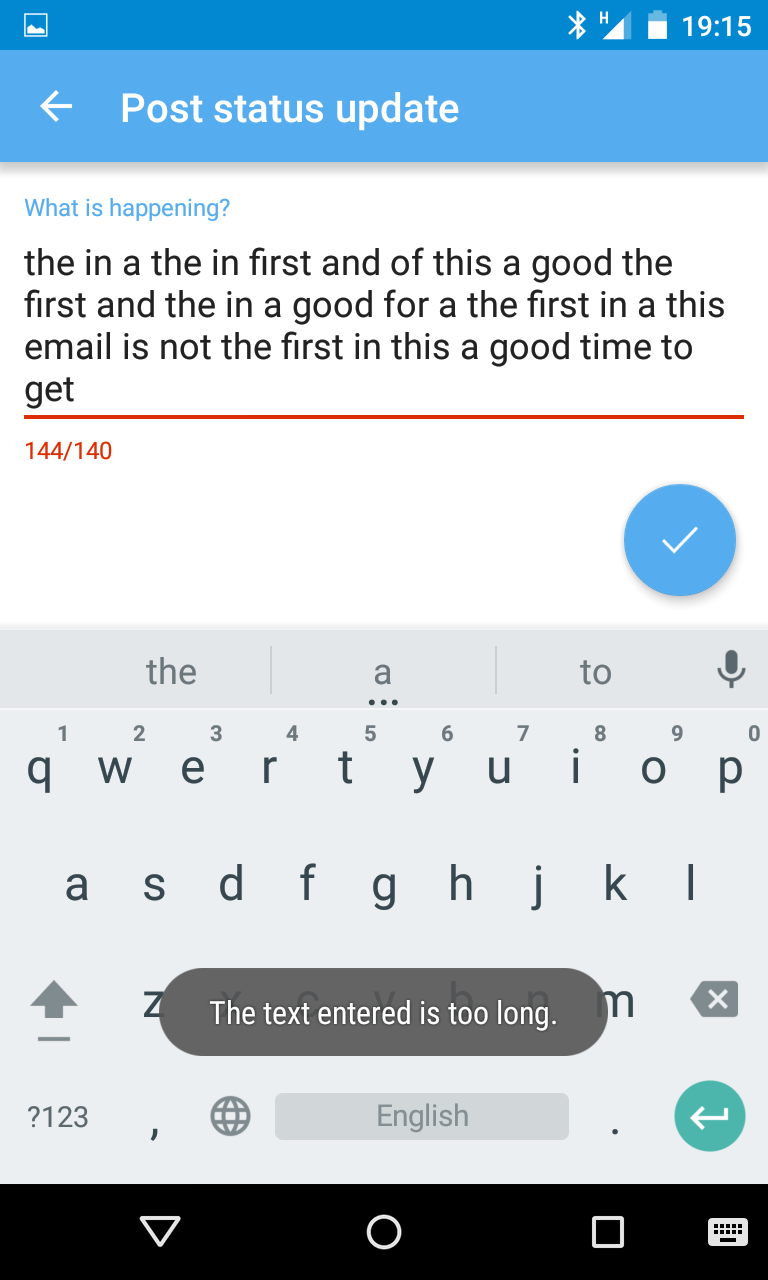 H 19:15
Post status update
What is happening?
the in a the in first and of this a good the
first and the in a good for a the first in a this
email is not the first in this a good time to
get
144/140
the a to
1 2 3 4 5 6 7 8 9 0
q w e r t y u i o p
a s d f g h j k l
z x c v b n m
The text entered is too long.
?123 , English .